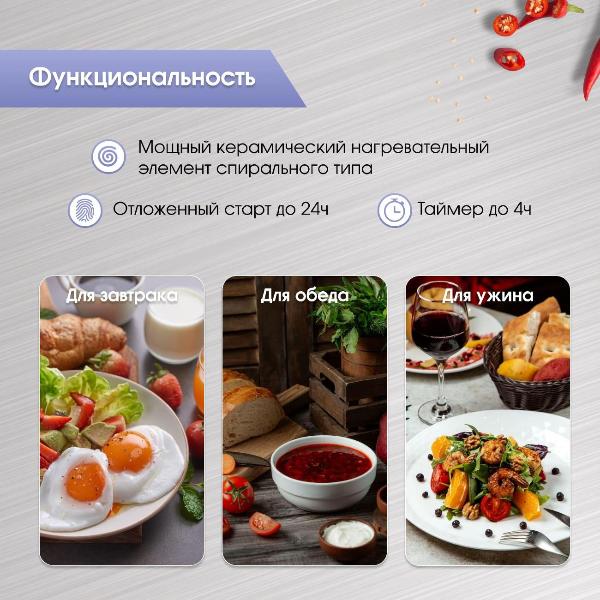 Функциональность
Мощный керамический нагревательный
элемент спирального типа
Отложенный старт до 24ч
Таймер до 4ч
Для завтрака
Для обеда
Для ужина